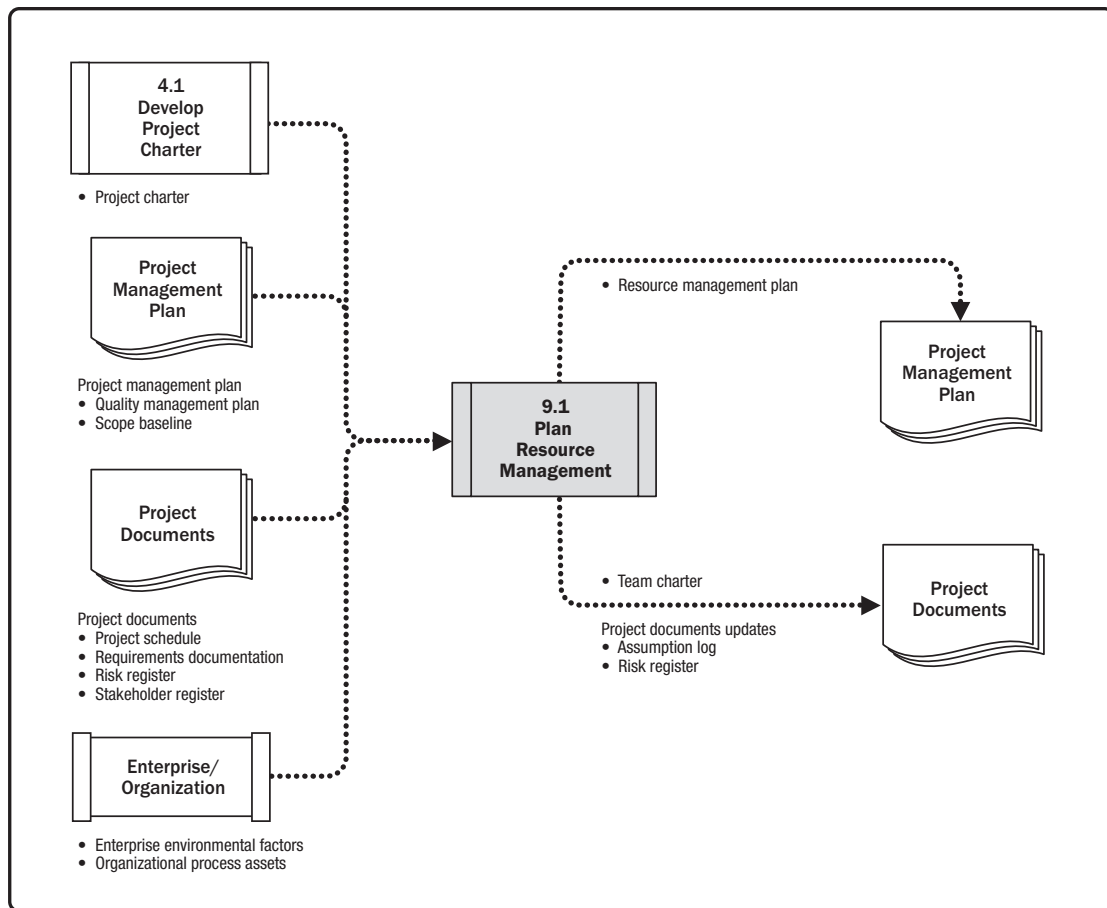 4.1
Develop
Project
Charter
• Project charter
Project
Management
Plan
Project management plan
• Quality management plan
• Scope baseline
Project
Documents
Project documents
• Project schedule
• Requirements documentation
• Risk register
• Stakeholder register
Enterprise/
Organization
• Enterprise environmental factors
• Organizational process assets
9.1
Plan
Resource
Management
• Resource management plan
Project
Management
Plan
• Team charter
Project documents updates
• Assumption log
• Risk register
Project
Documents